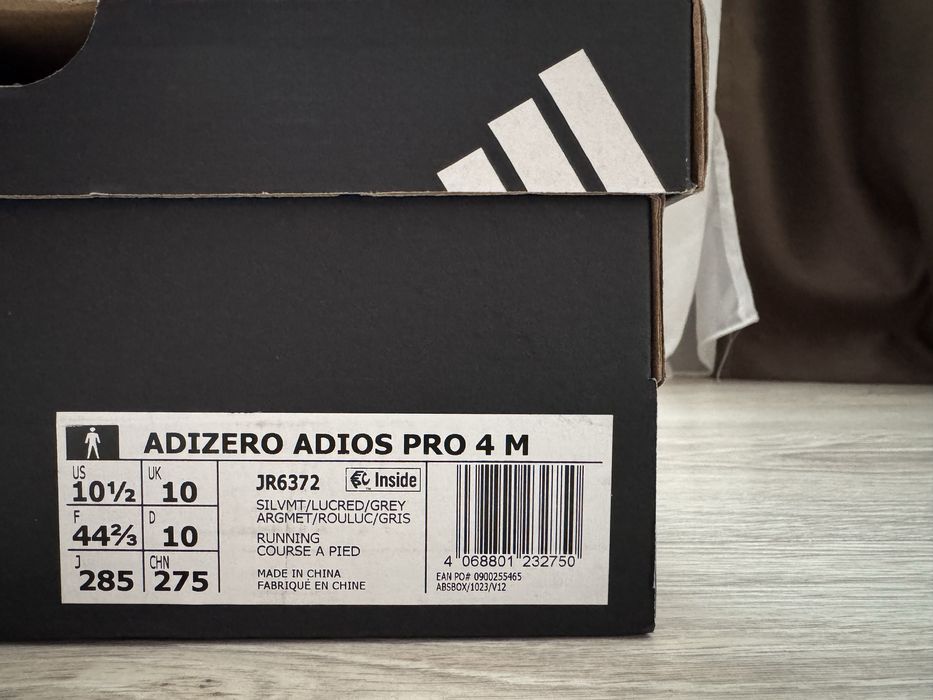 ADIZERO ADIOS PRO 4 M
US
10½
UK
10
F
44⅔
D
10
J
285
CHN
275
JR6372
Inside
SILVMT/LUCRED/GREY
ARGMET/ROULUC/GRIS
RUNNING
COURSE A PIED
MADE IN CHINA
FABRIQUÉ EN CHINE
4 068801 232750
EAN PO# 0900255465
ABSBOX/1023/V12